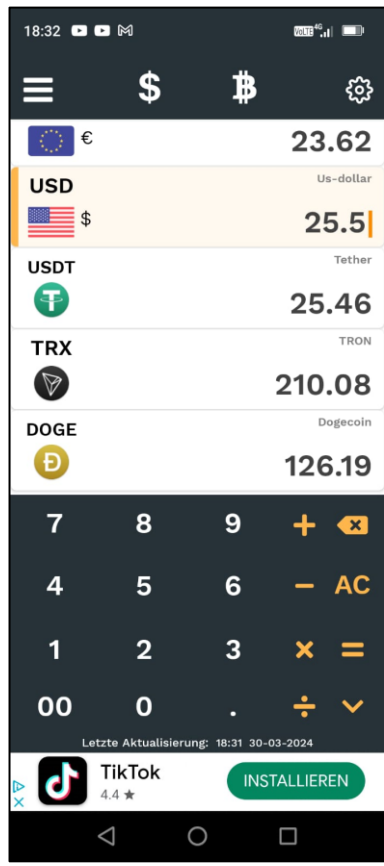 18:32 VoLTE 4G
$ ₿
€ 23.62
USD Us-dollar
$ 25.5
USDT Tether
25.46
TRX TRON
210.08
DOGE Dogecoin
Ð 126.19
7 8 9 +
4 5 6 − AC
1 2 3 × =
00 0 . ÷
Letzte Aktualisierung: 18:31 30-03-2024
TikTok
4.4 ★
INSTALLIEREN